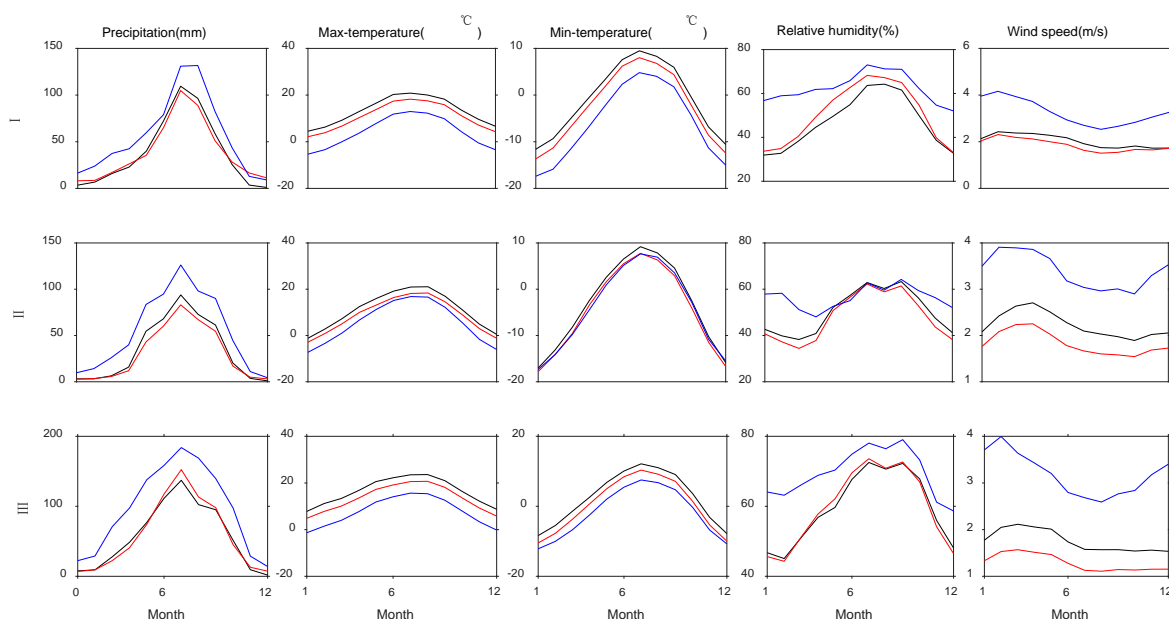 Precipitation(mm) Max-temperature( ℃ ) Min-temperature( ℃ ) Relative humidity(%) Wind speed(m/s)
150 40 10 80 6
100 20 0 60 4
I
50 0 -10 40 2
0 -20 -20 20 0
150 40 10 80 4
100 20 0 60 3
II
50 0 -10 40 2
0 -20 -20 20 1
200 40 20 80 4
20 3
III
100 0 60
0 2
0 -20 -20 40 1
0 6 12 1 6 12 1 6 12 1 6 12 1 6 12
Month Month Month Month Month